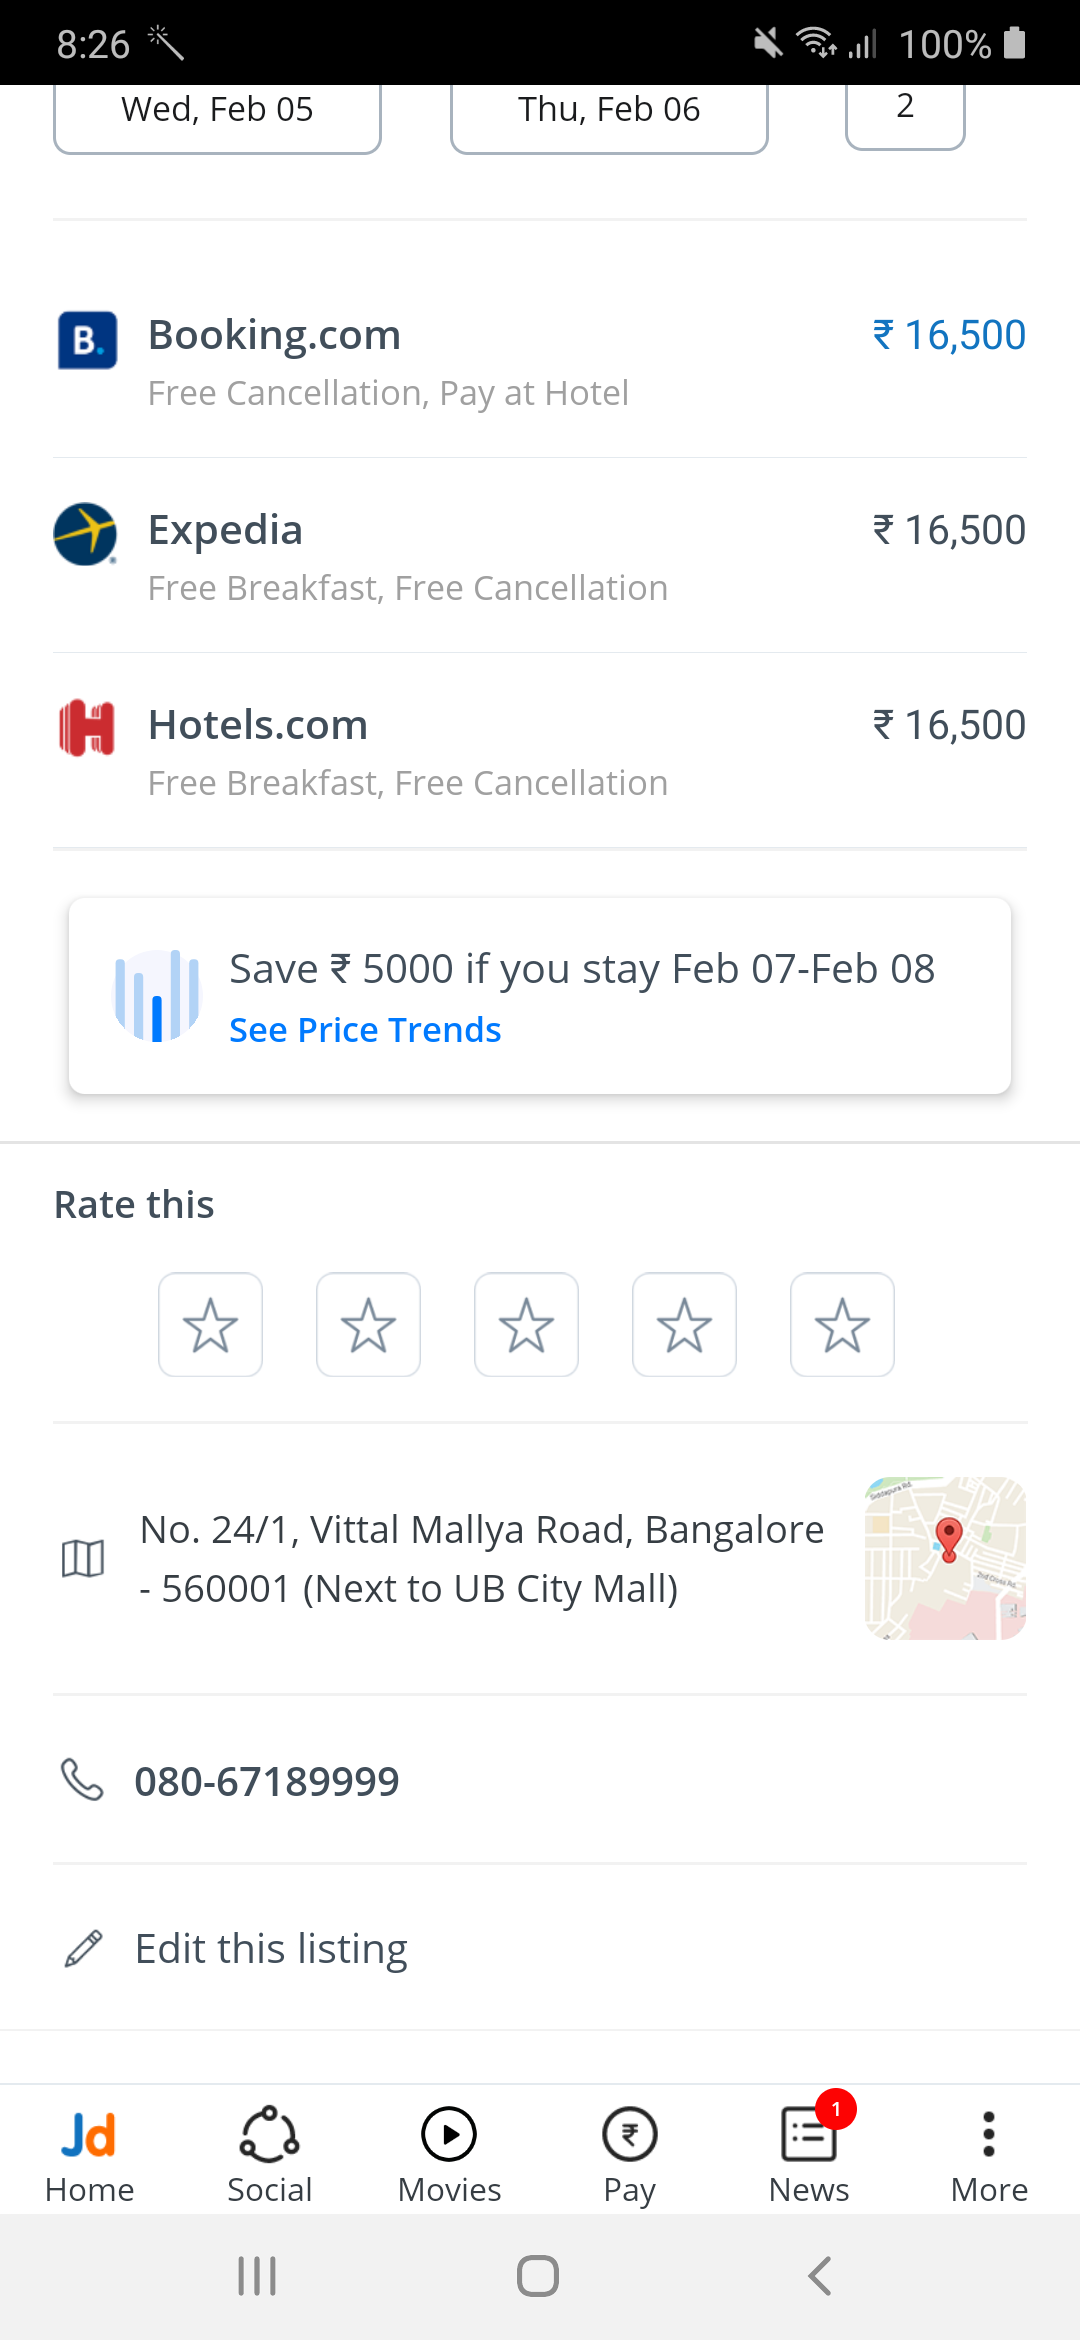 8:26 100%
Wed, Feb 05 Thu, Feb 06 2
B. Booking.com ₹ 16,500
Free Cancellation, Pay at Hotel
Expedia ₹ 16,500
Free Breakfast, Free Cancellation
H Hotels.com ₹ 16,500
Free Breakfast, Free Cancellation
Save ₹ 5000 if you stay Feb 07-Feb 08
See Price Trends
Rate this
No. 24/1, Vittal Mallya Road, Bangalore
- 560001 (Next to UB City Mall)
080-67189999
Edit this listing
1
Jd ₹
Home Social Movies Pay News More